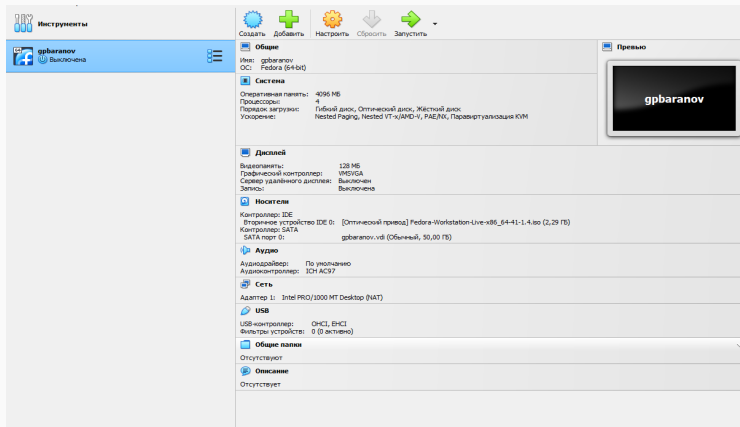 Инструменты
Создать Добавить Настроить Сбросить Запустить
gpbaranov
Выключена
Общие
Имя: gpbaranov
ОС: Fedora (64-bit)
Превью
gpbaranov
Система
Оперативная память: 4096 МБ
Процессоры: 4
Порядок загрузки: Гибкий диск, Оптический диск, Жёсткий диск
Ускорение: Nested Paging, Nested VT-x/AMD-V, PAE/NX, Паравиртуализация KVM
Дисплей
Видеопамять: 128 МБ
Графический контроллер: VMSVGA
Сервер удалённого дисплея: Выключен
Запись: Выключена
Носители
Контроллер: IDE
Вторичное устройство IDE 0: [Оптический привод] Fedora-Workstation-Live-x86_64-41-1.4.iso (2,29 ГБ)
Контроллер: SATA
SATA порт 0: gpbaranov.vdi (Обычный, 50,00 ГБ)
Аудио
Аудиодрайвер: По умолчанию
Аудиоконтроллер: ICH AC97
Сеть
Адаптер 1: Intel PRO/1000 MT Desktop (NAT)
USB
USB-контроллер: OHCI, EHCI
Фильтры устройств: 0 (0 активно)
Общие папки
Отсутствуют
Описание
Отсутствует